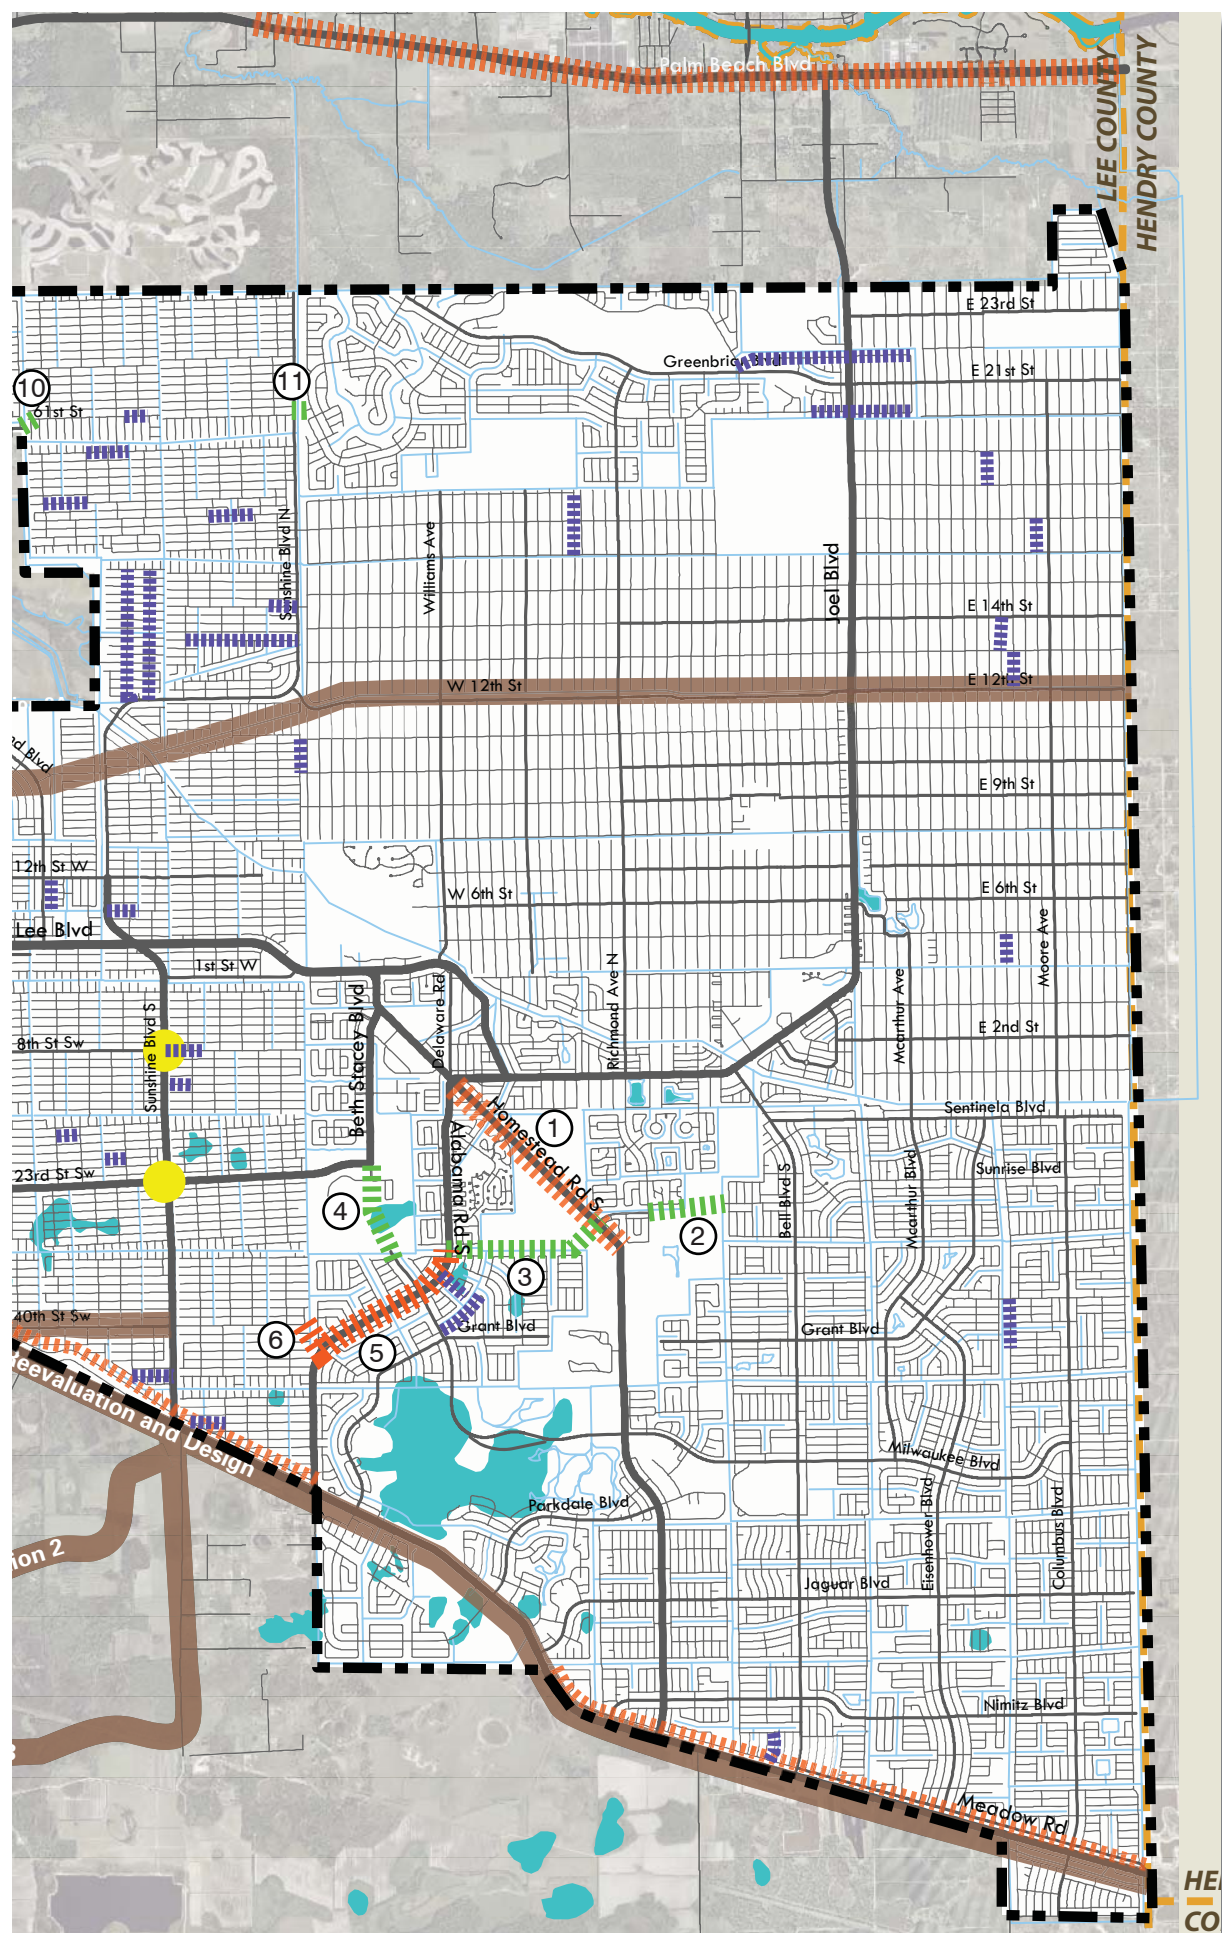 Palm Beach Blvd
LEE COUNTY
HENDRY COUNTY
E 23rd St
Greenbriar Blvd
E 21st St
10
11
61st St
Sunshine Blvd N
Williams Ave
Joel Blvd
E 14th St
W 12th St
E 12th St
E 9th St
12th St W
W 6th St
E 6th St
Lee Blvd
1st St W
Moore Ave
Richmond Ave N
Mcarthur Ave
Delaware Rd
Beth Stacey Blvd
Sunshine Blvd S
8th St Sw
E 2nd St
Homestead Rd S
1
Sentinela Blvd
Alabama Rd S
Sunrise Blvd
23rd St Sw
Bell Blvd S
Mcarthur Blvd
4
2
3
40th St Sw
6
5
Grant Blvd
Grant Blvd
eevaluation and Design
Milwaukee Blvd
Parkdale Blvd
Eisenhower Blvd
Columbus Blvd
ion 2
Jaguar Blvd
Nimitz Blvd
Meadow Rd
HE
CO